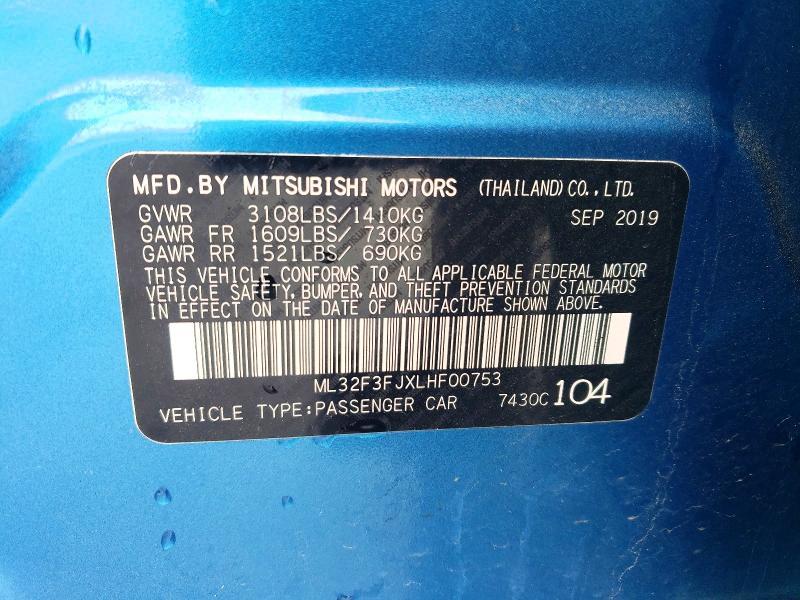 MFD.BY MITSUBISHI MOTORS (THAILAND)CO.,LTD.
GVWR 3108LBS/1410KG SEP 2019
GAWR FR 1609LBS/ 730KG
GAWR RR 1521LBS/ 690KG
THIS VEHICLE CONFORMS TO ALL APPLICABLE FEDERAL MOTOR
VEHICLE SAFETY, BUMPER, AND THEFT PREVENTION STANDARDS
IN EFFECT ON THE DATE OF MANUFACTURE SHOWN ABOVE.
ML32F3FJXLHF00753
VEHICLE TYPE:PASSENGER CAR 7430C 104